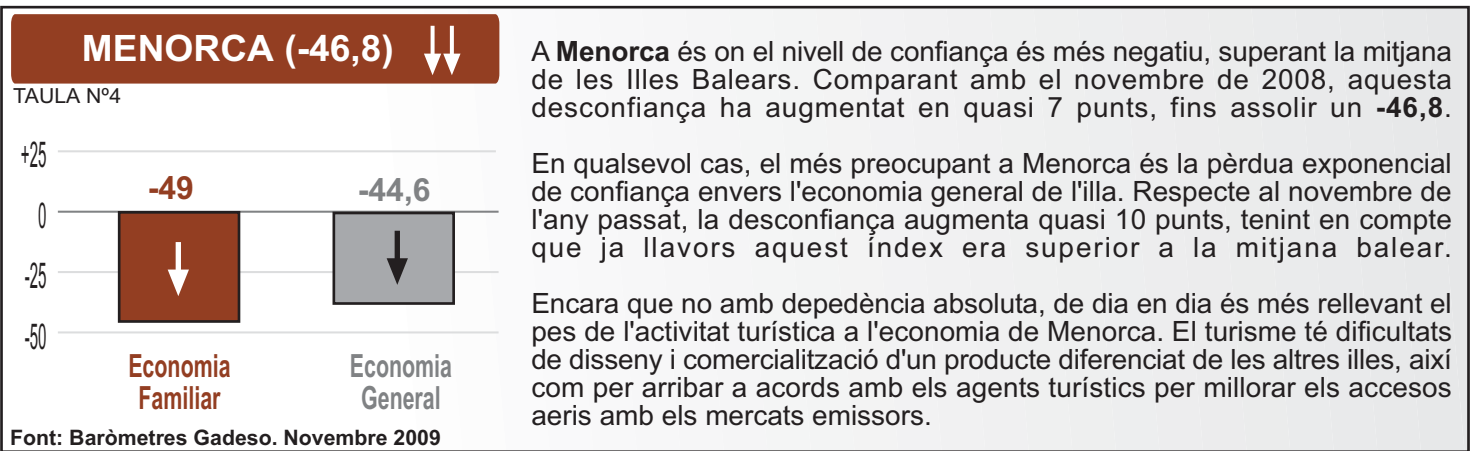 MENORCA (-46,8)
TAULA Nº4
+25
0
-25
-50
-49
-44,6
Economia
Familiar
Economia
General
Font: Baròmetres Gadeso. Novembre 2009
A Menorca és on el nivell de confiança és més negatiu, superant la mitjana
de les Illes Balears. Comparant amb el novembre de 2008, aquesta
desconfiança ha augmentat en quasi 7 punts, fins assolir un -46,8.
En qualsevol cas, el més preocupant a Menorca és la pèrdua exponencial
de confiança envers l'economia general de l'illa. Respecte al novembre de
l'any passat, la desconfiança augmenta quasi 10 punts, tenint en compte
que ja llavors aquest índex era superior a la mitjana balear.
Encara que no amb depedència absoluta, de dia en dia és més rellevant el
pes de l'activitat turística a l'economia de Menorca. El turisme té dificultats
de disseny i comercialització d'un producte diferenciat de les altres illes, així
com per arribar a acords amb els agents turístics per millorar els accesos
aeris amb els mercats emissors.